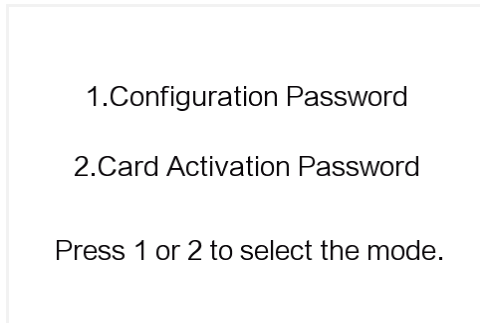 1.Configuration Password
2.Card Activation Password
Press 1 or 2 to select the mode.